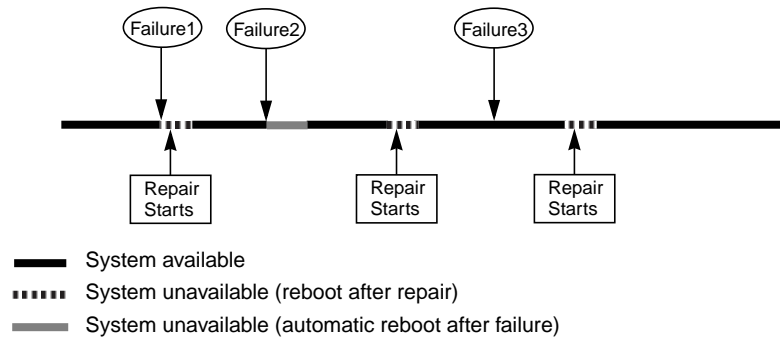 Failure1
Failure2
Failure3
Repair
Starts
Repair
Starts
Repair
Starts
System available
System unavailable (reboot after repair)
System unavailable (automatic reboot after failure)